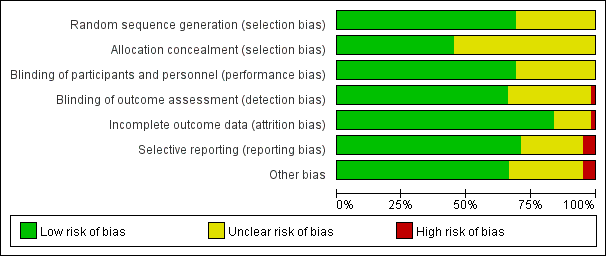 Random sequence generation (selection bias)
Allocation concealment (selection bias)
Blinding of participants and personnel (performance bias)
Blinding of outcome assessment (detection bias)
Incomplete outcome data (attrition bias)
Selective reporting (reporting bias)
Other bias
0% 25% 50% 75% 100%
Low risk of bias Unclear risk of bias High risk of bias